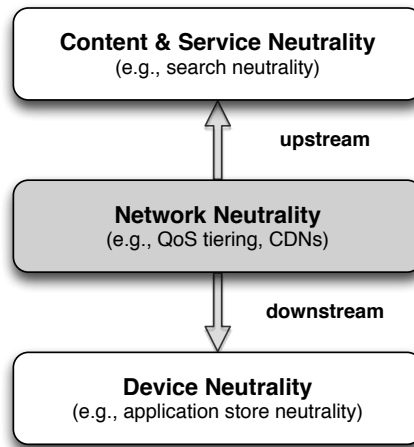 Content & Service Neutrality
(e.g., search neutrality)
upstream
Network Neutrality
(e.g., QoS tiering, CDNs)
downstream
Device Neutrality
(e.g., application store neutrality)